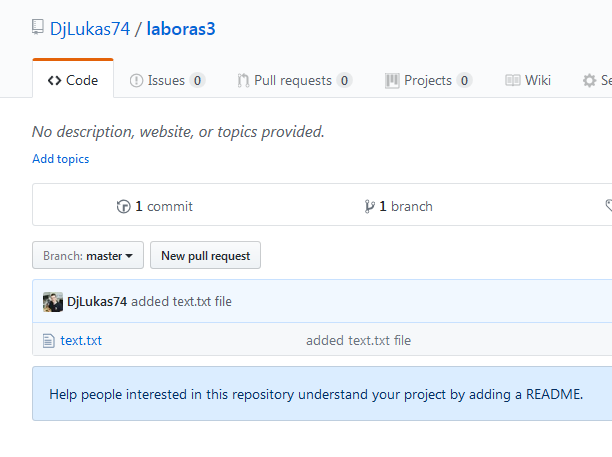 DjLukas74 / laboras3
Code Issues 0 Pull requests 0 Projects 0 Wiki
No description, website, or topics provided.
Add topics
1 commit 1 branch
Branch: master New pull request
DjLukas74 added text.txt file
text.txt added text.txt file
Help people interested in this repository understand your project by adding a README.